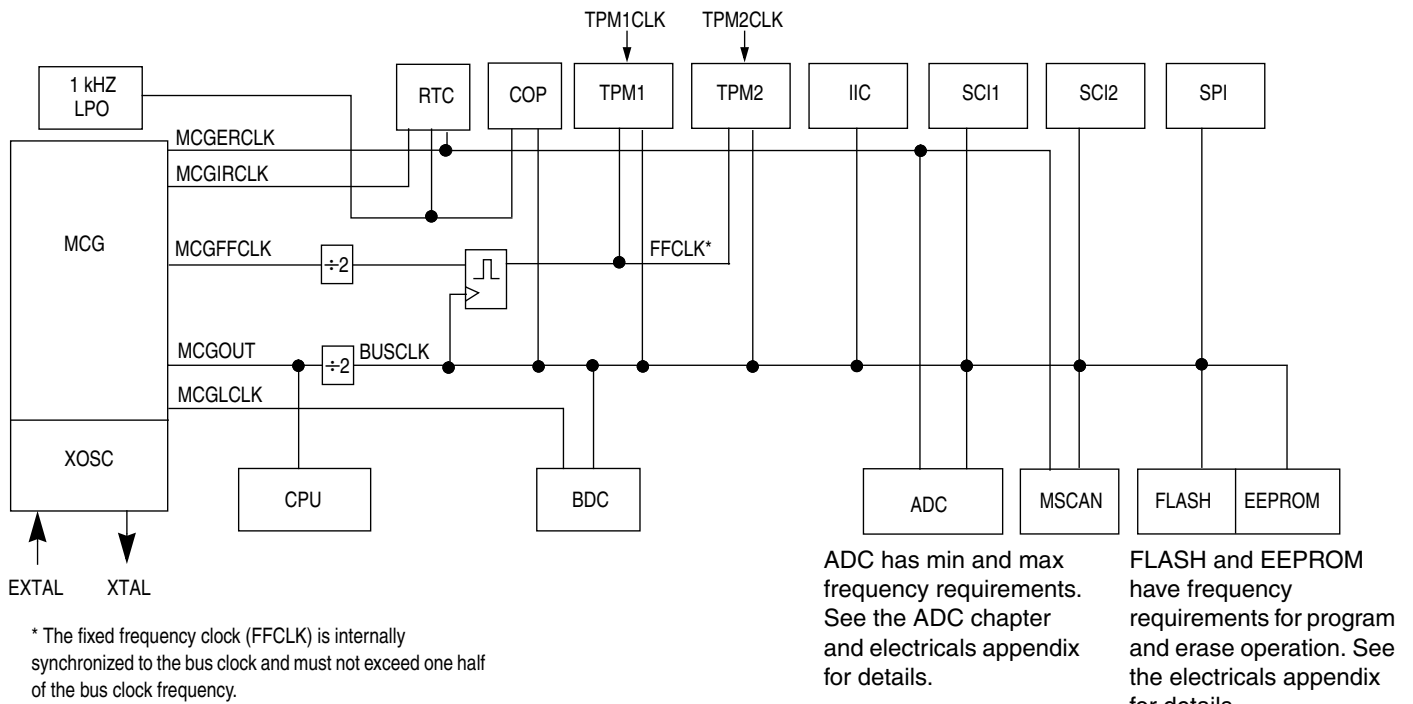 TPM1CLK TPM2CLK
1 kHZ
LPO
RTC COP TPM1 TPM2 IIC SCI1 SCI2 SPI
MCGERCLK
MCGIRCLK
MCG
MCGFFCLK ÷2 FFCLK*
MCGOUT ÷2 BUSCLK
MCGLCLK
XOSC
CPU BDC ADC MSCAN FLASH EEPROM
EXTAL XTAL
ADC has min and max
frequency requirements.
See the ADC chapter
and electricals appendix
for details.
FLASH and EEPROM
have frequency
requirements for program
and erase operation. See
the electricals appendix
for details.
* The fixed frequency clock (FFCLK) is internally
synchronized to the bus clock and must not exceed one half
of the bus clock frequency.